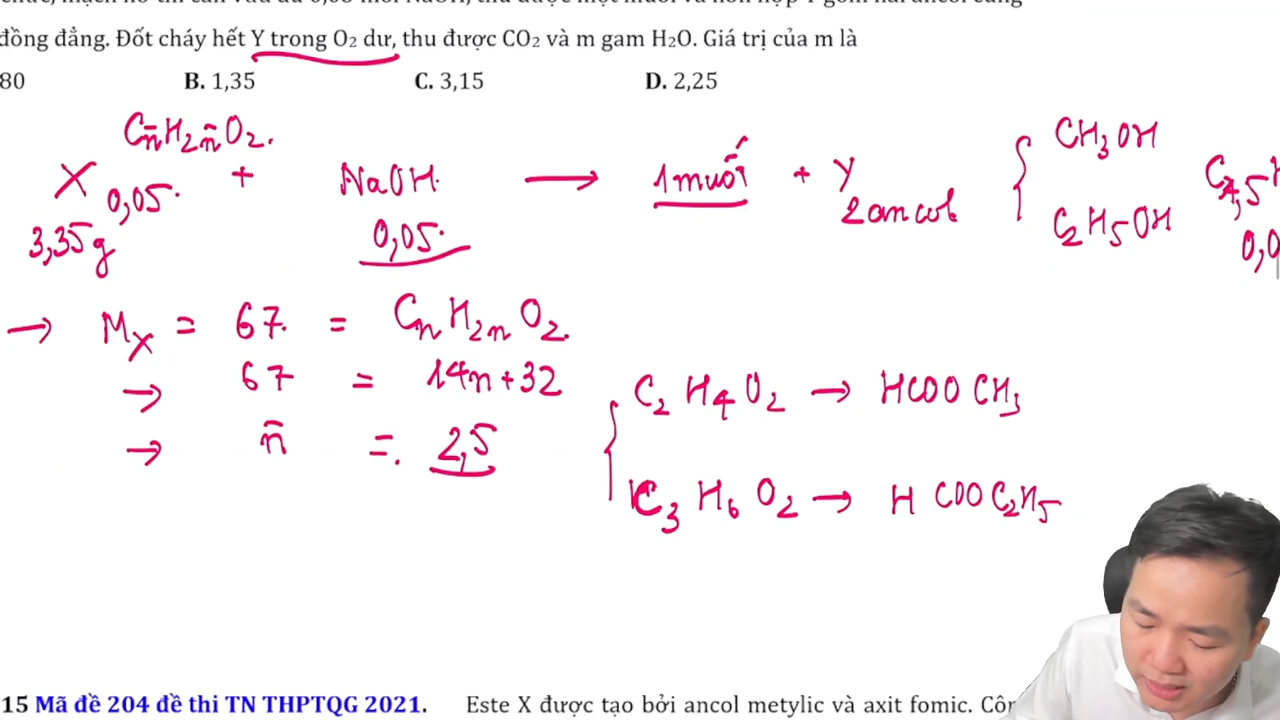 đồng đẳng. Đốt cháy hết Y trong O₂ dư, thu được CO₂ và m gam H₂O. Giá trị của m là
80 B. 1,35 C. 3,15 D. 2,25
Cn̄H2n̄O2.
X 0,05. + NaOH. → 1 muối + Y
3,35g 0,05. 2 ancol
CH3OH
C2H5OH
→ MX = 67. = CnH2nO2.
→ 67 = 14n+32
→ n̄ =. 2,5
C2H4O2 → HCOOCH3
C3H6O2 → HCOOC2H5
15 Mã đề 204 đề thi TN THPTQG 2021. Este X được tạo bởi ancol metylic và axit fomic.